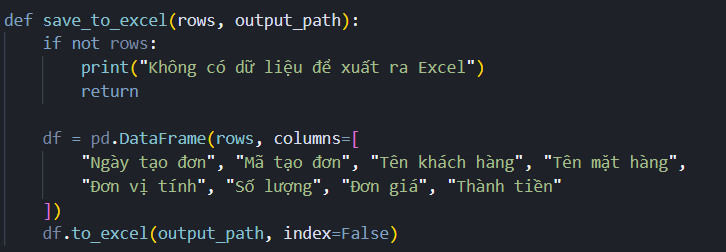 def save_to_excel(rows, output_path):
    if not rows:
        print("Không có dữ liệu để xuất ra Excel")
        return
    df = pd.DataFrame(rows, columns=[
        "Ngày tạo đơn", "Mã tạo đơn", "Tên khách hàng", "Tên mặt hàng",
        "Đơn vị tính", "Số lượng", "Đơn giá", "Thành tiền"
    ])
    df.to_excel(output_path, index=False)